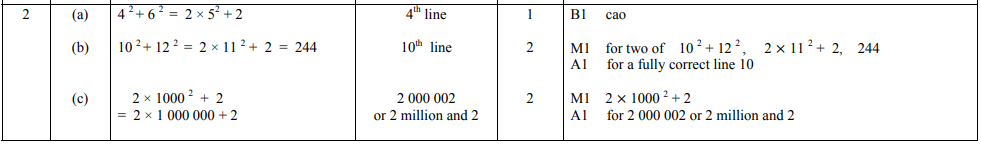 2 (a) 4² + 6² = 2 × 5² + 2 4th line 1 B1 cao
(b) 10² + 12² = 2 × 11² + 2 = 244 10th line 2 M1 for two of 10² + 12², 2 × 11² + 2, 244
A1 for a fully correct line 10
(c) 2 × 1000² + 2 2 000 002 2 M1 2 × 1000² + 2
= 2 × 1 000 000 + 2 or 2 million and 2 A1 for 2 000 002 or 2 million and 2